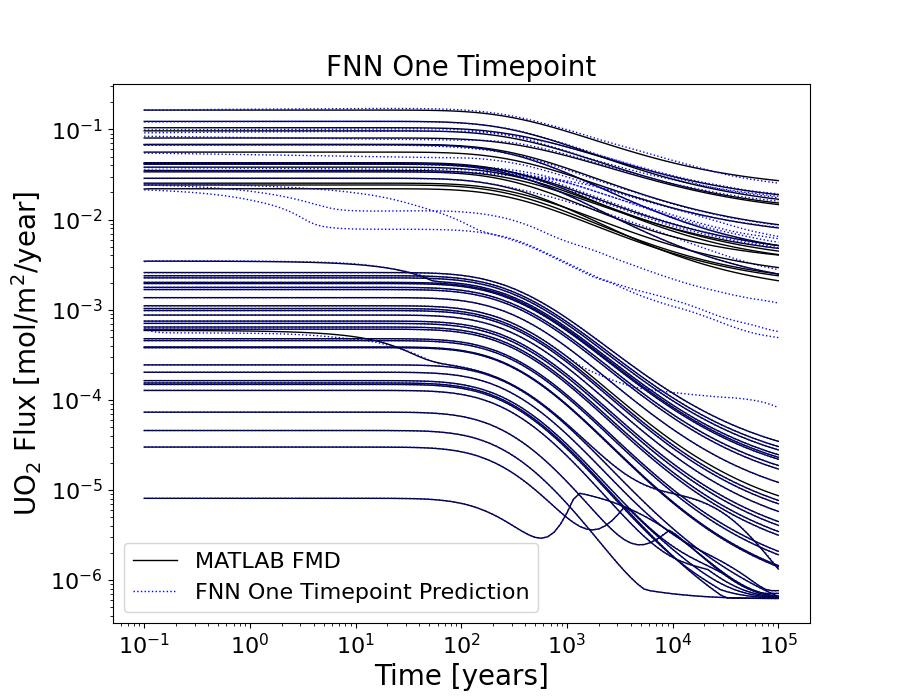 FNN One Timepoint
UO₂ Flux [mol/m²/year]
10⁻¹
10⁻²
10⁻³
10⁻⁴
10⁻⁵
10⁻⁶
MATLAB FMD
FNN One Timepoint Prediction
10⁻¹ 10⁰ 10¹ 10² 10³ 10⁴ 10⁵
Time [years]